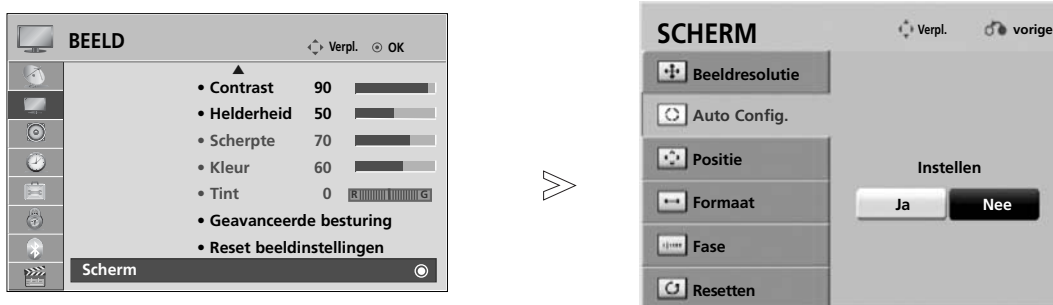 BEELD
Verpl. OK
• Contrast 90
• Helderheid 50
• Scherpte 70
• Kleur 60
• Tint 0 R G
• Geavanceerde besturing
• Reset beeldinstellingen
Scherm
SCHERM
Verpl. vorige
Beeldresolutie
Auto Config.
Positie
Formaat
Fase
Resetten
Instellen
Ja Nee